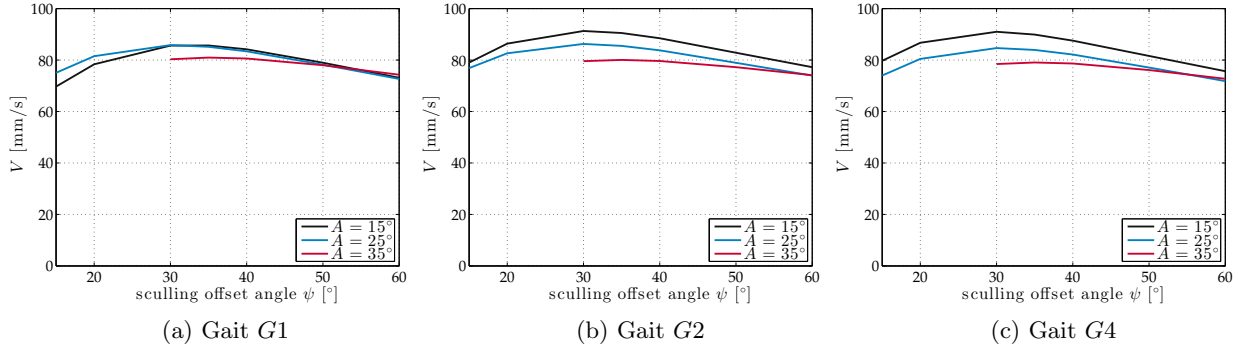 100
80
60
40
20
0
V [mm/s]
20 30 40 50 60
sculling offset angle ψ [°]
A = 15°
A = 25°
A = 35°
(a) Gait G1
100
80
60
40
20
0
V [mm/s]
20 30 40 50 60
sculling offset angle ψ [°]
A = 15°
A = 25°
A = 35°
(b) Gait G2
100
80
60
40
20
0
V [mm/s]
20 30 40 50 60
sculling offset angle ψ [°]
A = 15°
A = 25°
A = 35°
(c) Gait G4